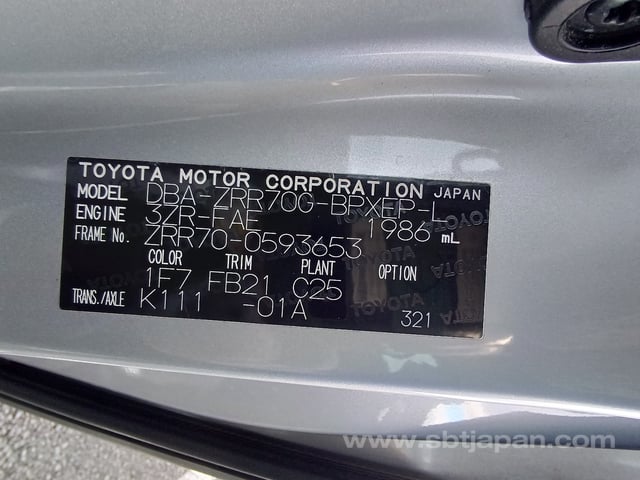 TOYOTA MOTOR CORPORATION JAPAN
MODEL DBA-ZRR70G-BPXEP-L
ENGINE 3ZR-FAE 1986 mL
FRAME No. ZRR70-0593653
COLOR TRIM PLANT OPTION
1F7 FB21 C25
TRANS./AXLE K111 -01A 321
www.sbtjapan.com